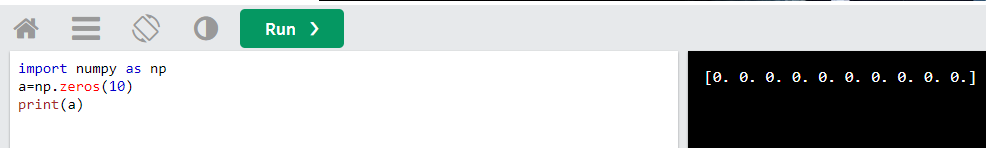 Run ❯
import numpy as np
a=np.zeros(10)
print(a)
[0. 0. 0. 0. 0. 0. 0. 0. 0. 0.]